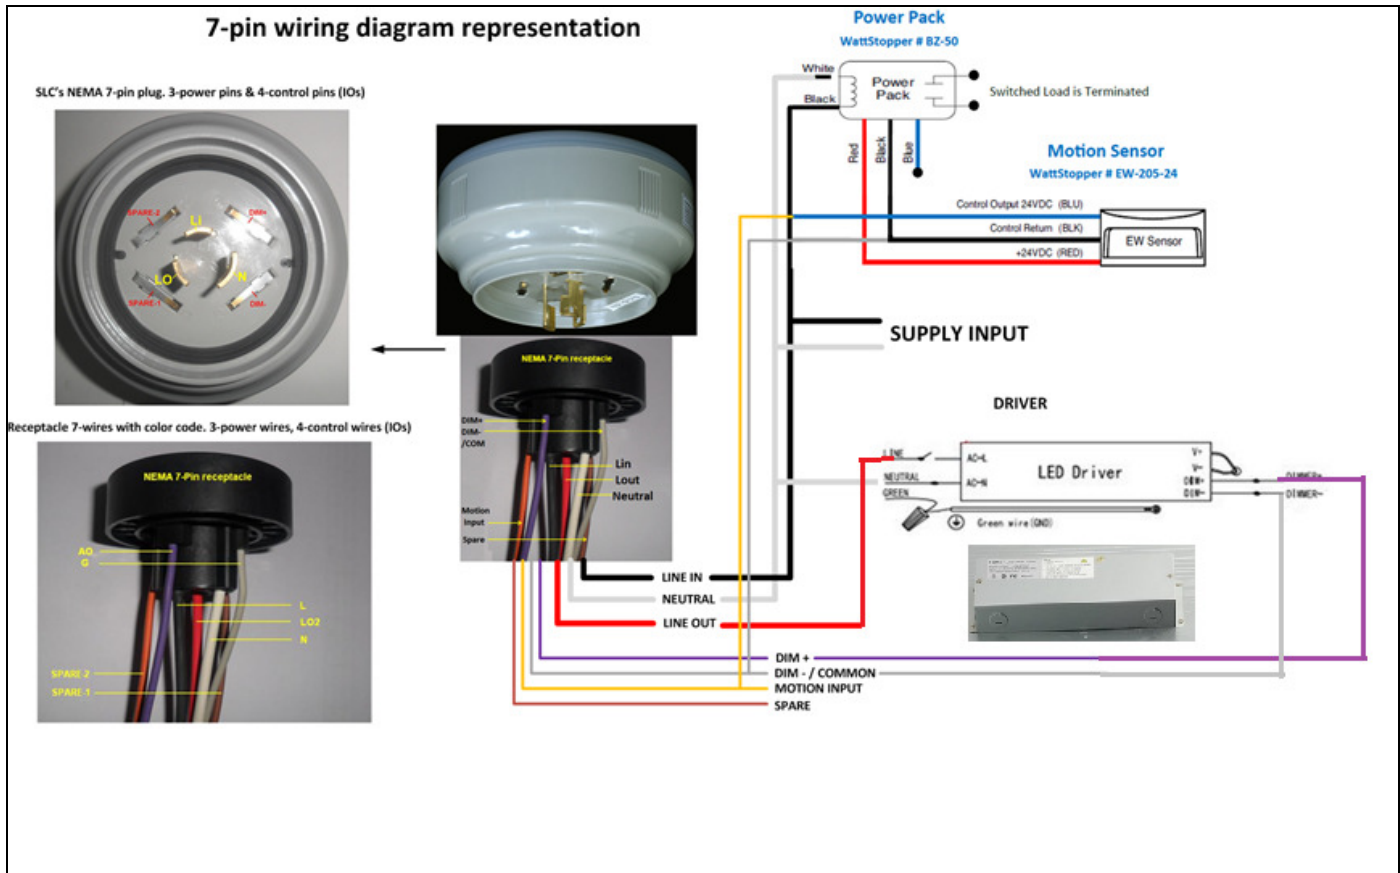 7-pin wiring diagram representation
SLC's NEMA 7-pin plug. 3-power pins & 4-control pins (IOs)
SPARE-2
Li
DIM+
LO
N
SPARE-1
DIM-
Receptacle 7-wires with color code. 3-power wires, 4-control wires (IOs)
NEMA 7-Pin receptacle
AO
G
L
LO2
N
SPARE-2
SPARE-1
NEMA 7-Pin receptacle
DIM+
DIM-
/COM
Lin
Lout
Neutral
Motion
Input
Spare
LINE IN
NEUTRAL
LINE OUT
DIM +
DIM - / COMMON
MOTION INPUT
SPARE
Power Pack
WattStopper # BZ-50
White
Black
Power
Pack
Switched Load is Terminated
Red
Black
Blue
Motion Sensor
WattStopper # EW-205-24
Control Output 24VDC (BLU)
Control Return (BLK)
+24VDC (RED)
EW Sensor
SUPPLY INPUT
DRIVER
LINE
NEUTRAL
GREEN
AC-L
AC-N
LED Driver
V+
V-
DIM+
DIM-
DIMMER+
DIMMER-
Green wire(GND)